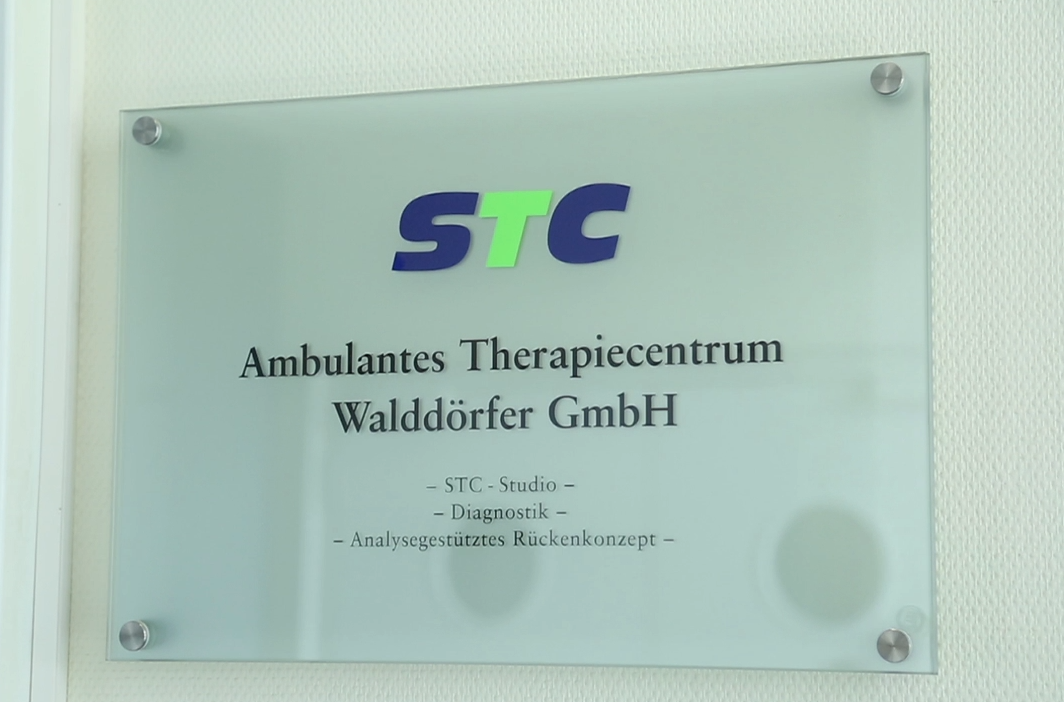 STC
Ambulantes Therapiecentrum
Walddörfer GmbH
– STC - Studio –
– Diagnostik –
– Analysegestütztes Rückenkonzept –